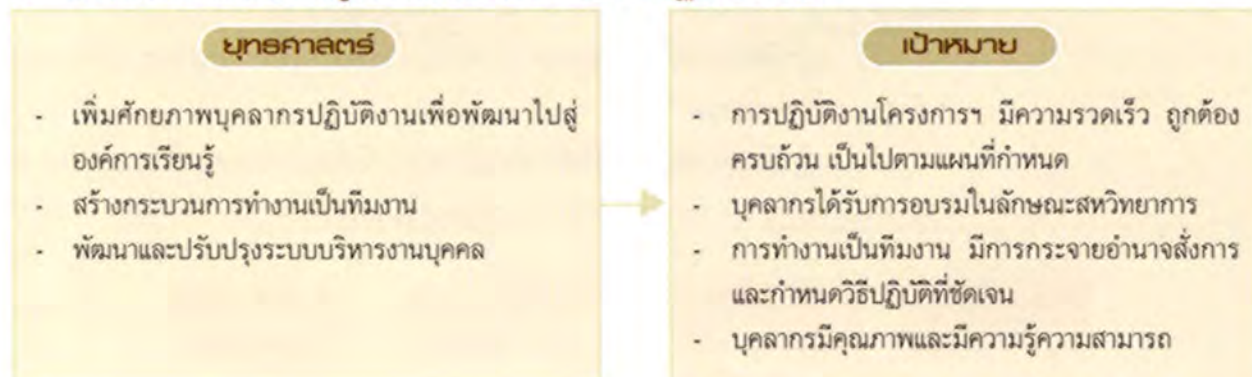 ยุทธศาสตร์
- เพิ่มศักยภาพบุคลากรปฏิบัติงานเพื่อพัฒนาไปสู่
องค์การเรียนรู้
- สร้างกระบวนการทำงานเป็นทีมงาน
- พัฒนาและปรับปรุงระบบบริหารงานบุคคล
เป้าหมาย
- การปฏิบัติงานโครงการฯ มีความรวดเร็ว ถูกต้อง
ครบถ้วน เป็นไปตามแผนที่กำหนด
- บุคลากรได้รับการอบรมในลักษณะสหวิทยาการ
- การทำงานเป็นทีมงาน มีการกระจายอำนาจสั่งการ
และกำหนดวิธีปฏิบัติที่ชัดเจน
- บุคลากรมีคุณภาพและมีความรู้ความสามารถ